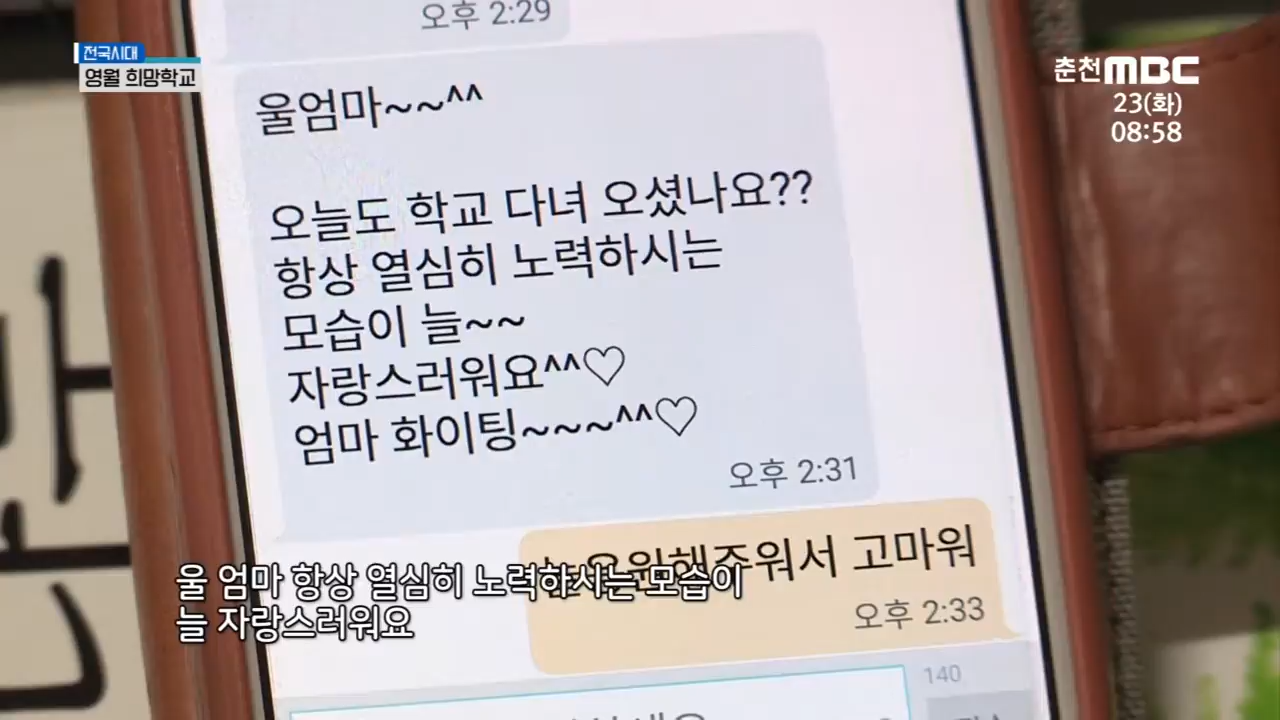 오후 2:29
전국시대
영월 희망학교
춘천MBC
23(화)
08:58
울엄마~~^^
오늘도 학교 다녀 오셨나요??
항상 열심히 노력하시는
모습이 늘~~
자랑스러워요^^♡
엄마 화이팅~~~^^♡
오후 2:31
늘 응원해주워서 고마워
오후 2:33
울 엄마 항상 열심히 노력하시는 모습이
늘 자랑스러워요
140